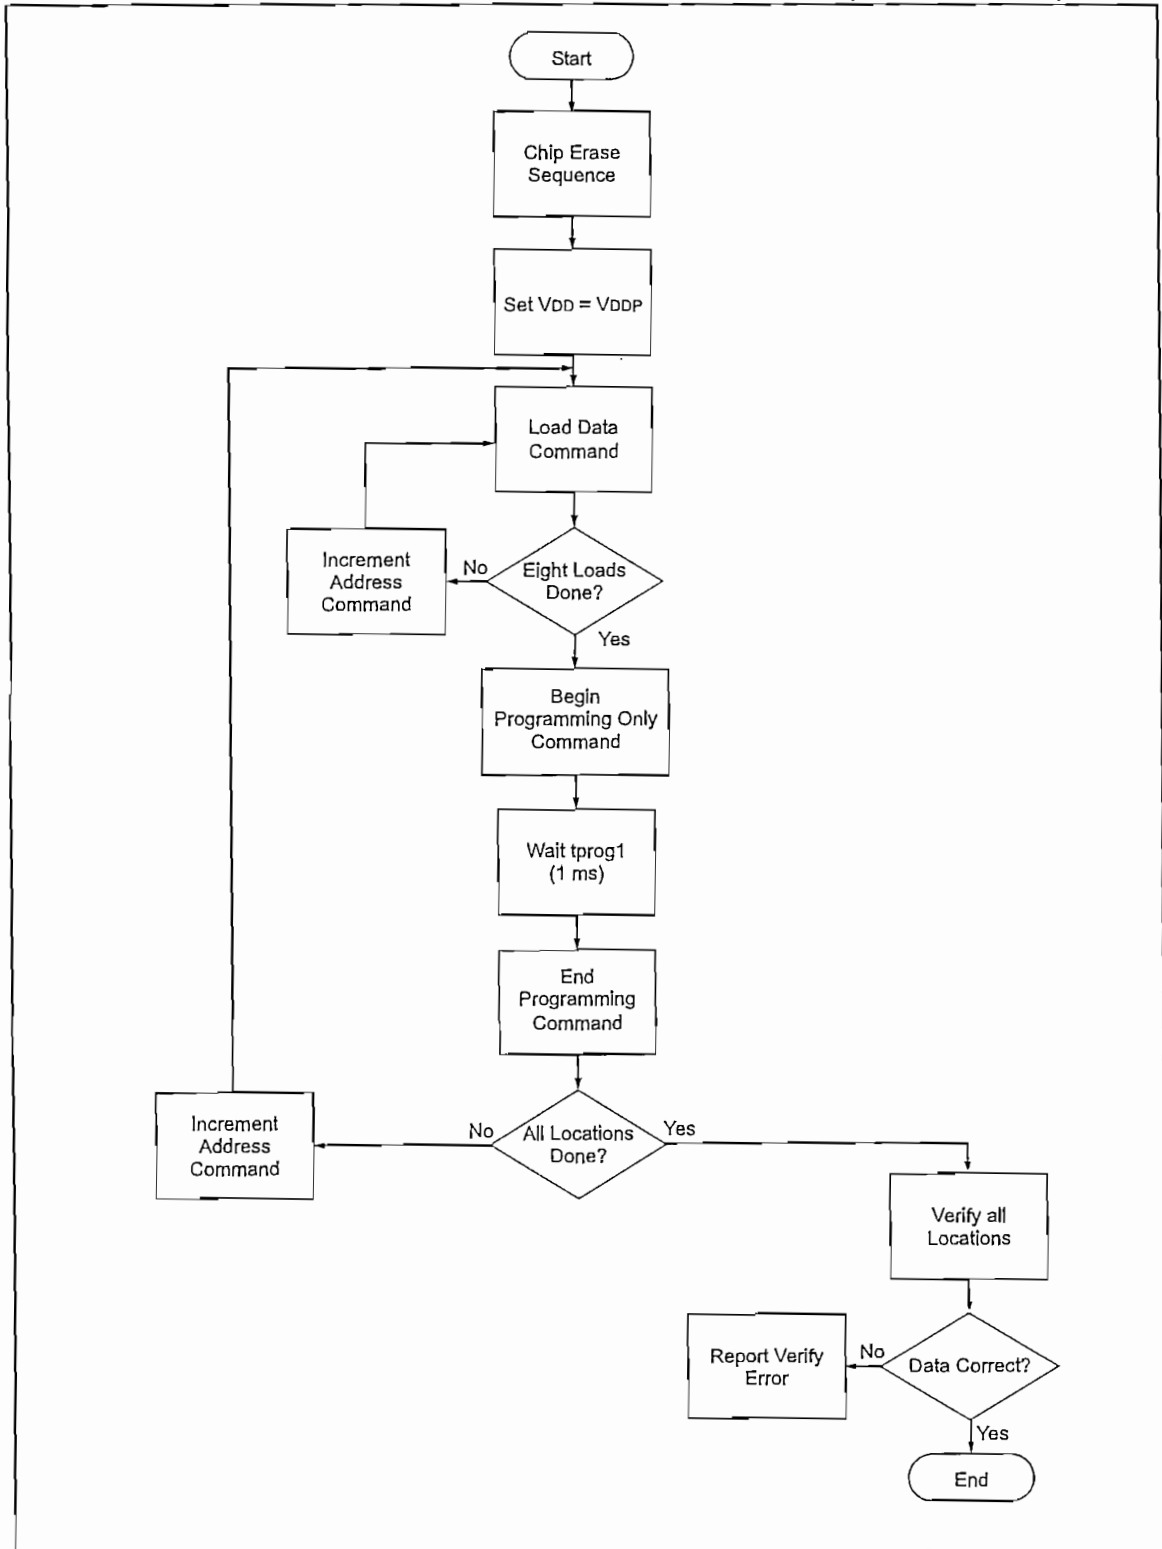 Start
Chip Erase
Sequence
Set VDD = VDDP
Load Data
Command
Increment
Address
Command
No
Eight Loads
Done?
Yes
Begin
Programming Only
Command
Wait tprog1
(1 ms)
End
Programming
Command
Increment
Address
Command
No
All Locations
Done?
Yes
Verify all
Locations
Report Verify
Error
No
Data Correct?
Yes
End